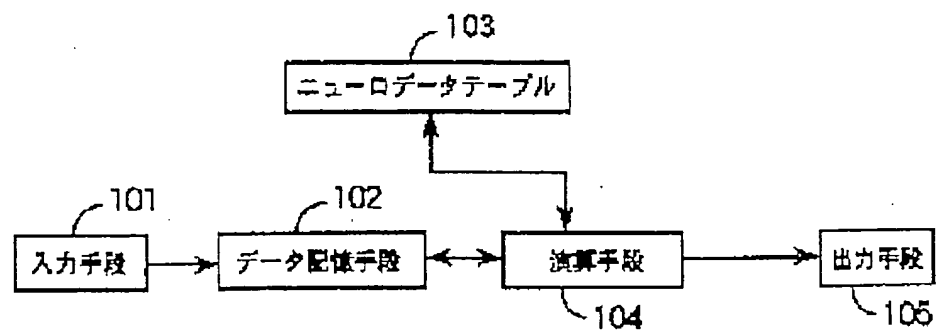 103
ニューロデータテーブル
101
102
入力手段
データ記憶手段
演算手段
出力手段
104
105